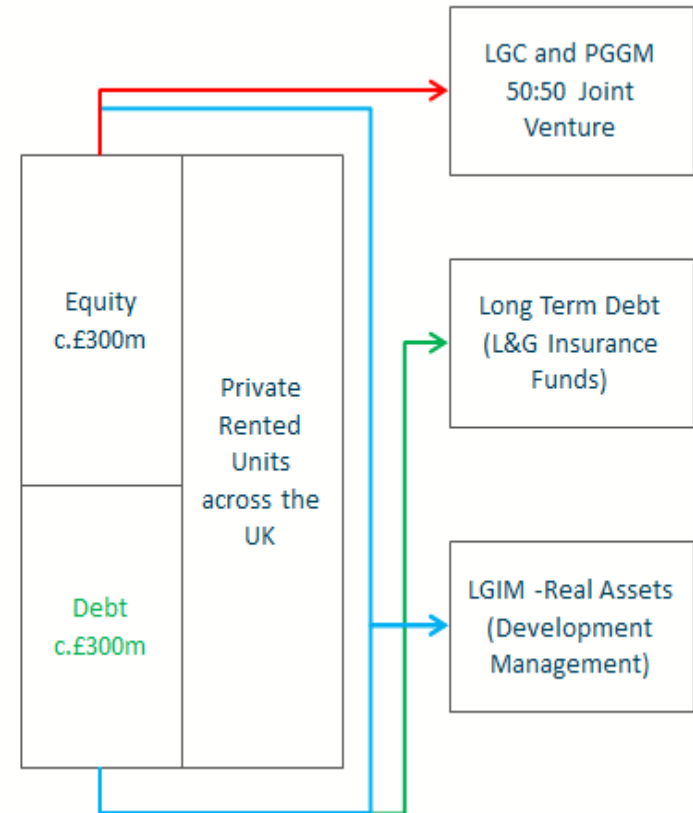 LGC and PGGM
50:50 Joint
Venture
Equity
c.£300m
Private
Rented
Units
across the
UK
Long Term Debt
(L&G Insurance
Funds)
Debt
c.£300m
LGIM -Real Assets
(Development
Management)